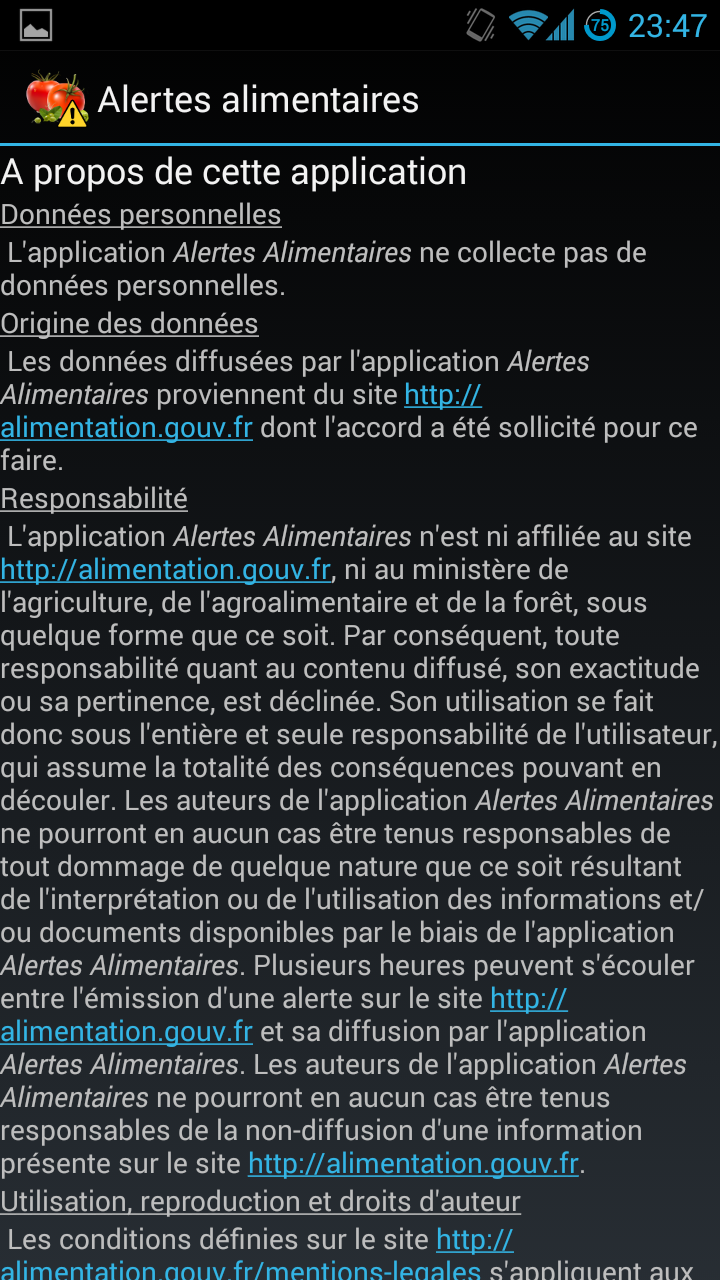 75 23:47
Alertes alimentaires
A propos de cette application
Données personnelles
L'application Alertes Alimentaires ne collecte pas de
données personnelles.
Origine des données
Les données diffusées par l'application Alertes
Alimentaires proviennent du site http://
alimentation.gouv.fr dont l'accord a été sollicité pour ce
faire.
Responsabilité
L'application Alertes Alimentaires n'est ni affiliée au site
http://alimentation.gouv.fr, ni au ministère de
l'agriculture, de l'agroalimentaire et de la forêt, sous
quelque forme que ce soit. Par conséquent, toute
responsabilité quant au contenu diffusé, son exactitude
ou sa pertinence, est déclinée. Son utilisation se fait
donc sous l'entière et seule responsabilité de l'utilisateur,
qui assume la totalité des conséquences pouvant en
découler. Les auteurs de l'application Alertes Alimentaires
ne pourront en aucun cas être tenus responsables de
tout dommage de quelque nature que ce soit résultant
de l'interprétation ou de l'utilisation des informations et/
ou documents disponibles par le biais de l'application
Alertes Alimentaires. Plusieurs heures peuvent s'écouler
entre l'émission d'une alerte sur le site http://
alimentation.gouv.fr et sa diffusion par l'application
Alertes Alimentaires. Les auteurs de l'application Alertes
Alimentaires ne pourront en aucun cas être tenus
responsables de la non-diffusion d'une information
présente sur le site http://alimentation.gouv.fr.
Utilisation, reproduction et droits d'auteur
Les conditions définies sur le site http://
alimentation.gouv.fr/mentions-legales s'appliquent aux